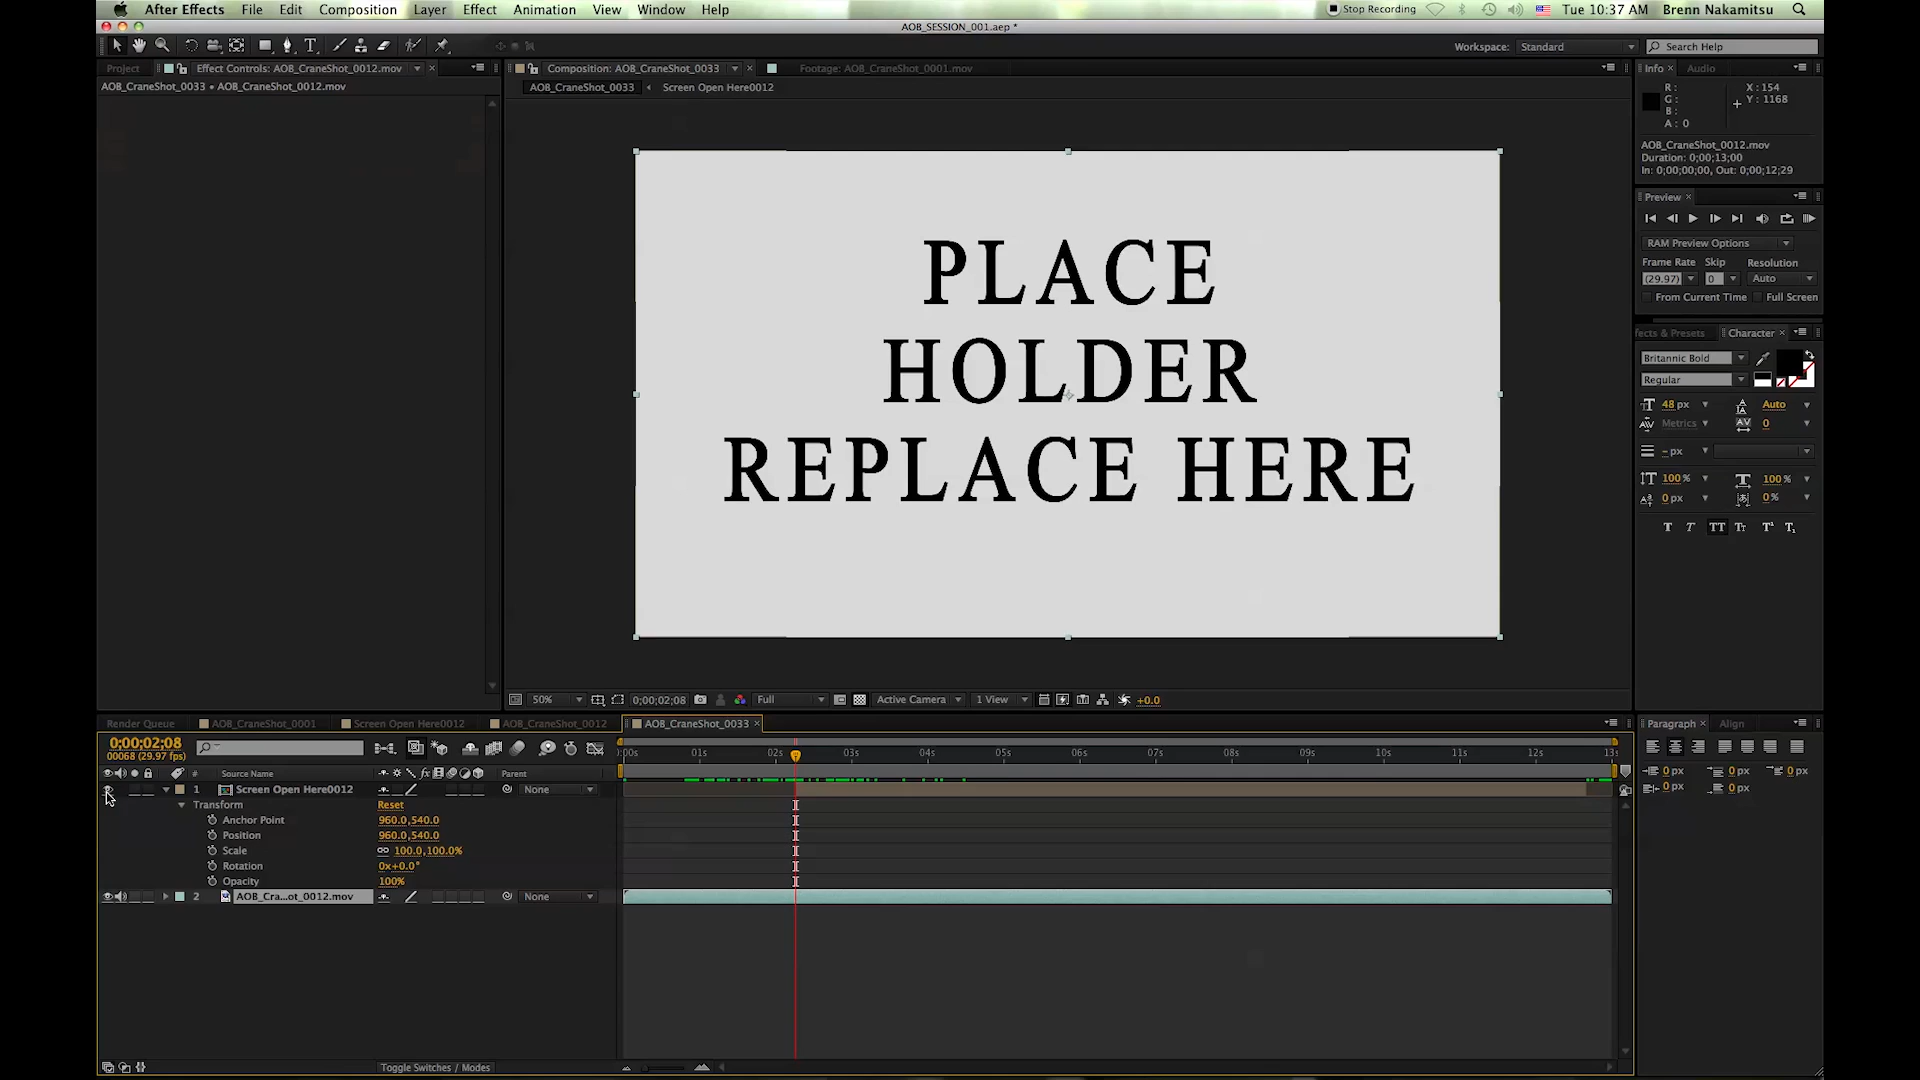 After Effects File Edit Composition Layer Effect Animation View Window Help Stop Recording Tue 10:37 AM Brenn Nakamitsu
AOB_SESSION_001.aep *
Workspace: Standard Search Help
Project Effect Controls: AOB_CraneShot_0012.mov Composition: AOB_CraneShot_0033 Footage: AOB_CraneShot_0001.mov Info Audio
AOB_CraneShot_0033 • AOB_CraneShot_0012.mov AOB_CraneShot_0033 Screen Open Here0012
R: X : 154
G: Y : 1168
B:
A : 0
AOB_CraneShot_0012.mov
Duration: 0;00;13;00
In: 0;00;00;00, Out: 0;00;12;29
Preview
RAM Preview Options
Frame Rate Skip Resolution
(29.97) 0 Auto
From Current Time Full Screen
fects & Presets Character
Britannic Bold
Regular
48 px Auto
Metrics 0
- px
100 % 100 %
0 px 0 %
T T TT Tr T¹ T₁
PLACE
HOLDER
REPLACE HERE
50% 0;00;02;08 Full Active Camera 1 View +0.0
Render Queue AOB_CraneShot_0001 Screen Open Here0012 AOB_CraneShot_0012 AOB_CraneShot_0033 Paragraph Align
0;00;02;08
00068 (29.97 fps)
:00s 01s 02s 03s 04s 05s 06s 07s 08s 09s 10s 11s 12s 13s
# Source Name fx Parent
1 Screen Open Here0012 None
Transform Reset
Anchor Point 960.0,540.0
Position 960.0,540.0
Scale 100.0,100.0%
Rotation 0x+0.0°
Opacity 100%
2 AOB_Cra...ot_0012.mov None
0 px 0 px 0 px
0 px 0 px
Toggle Switches / Modes